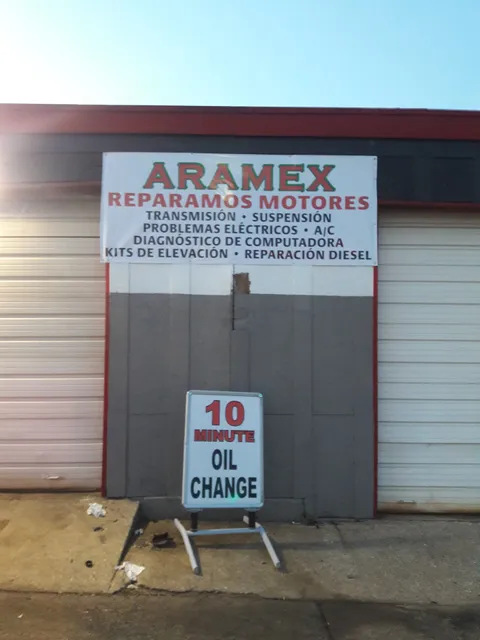 ARAMEX
REPARAMOS MOTORES
TRANSMISIÓN • SUSPENSIÓN
PROBLEMAS ELÉCTRICOS • A/C
DIAGNÓSTICO DE COMPUTADORA
KITS DE ELEVACIÓN • REPARACIÓN DIESEL
10
MINUTE
OIL
CHANGE